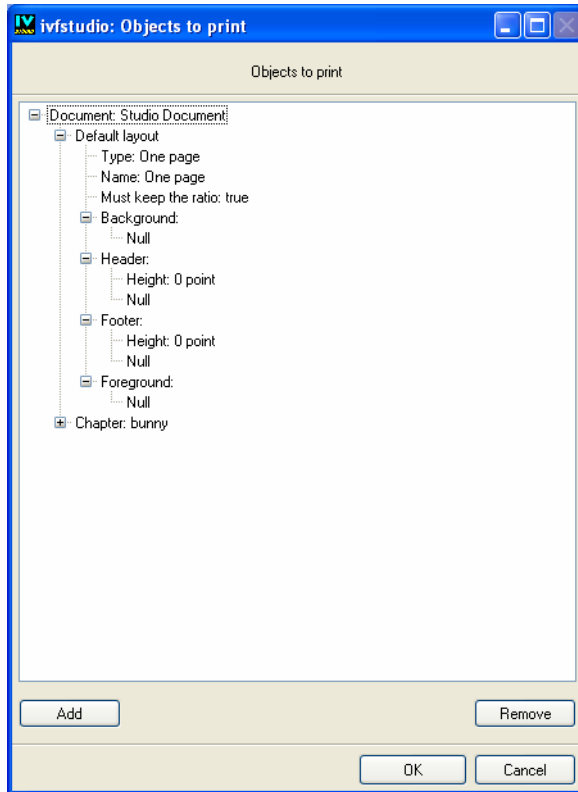 IV STUDIO ivfstudio: Objects to print
Objects to print
Document: Studio Document
Default layout
Type: One page
Name: One page
Must keep the ratio: true
Background:
Null
Header:
Height: 0 point
Null
Footer:
Height: 0 point
Null
Foreground:
Null
Chapter: bunny
Add Remove
OK Cancel